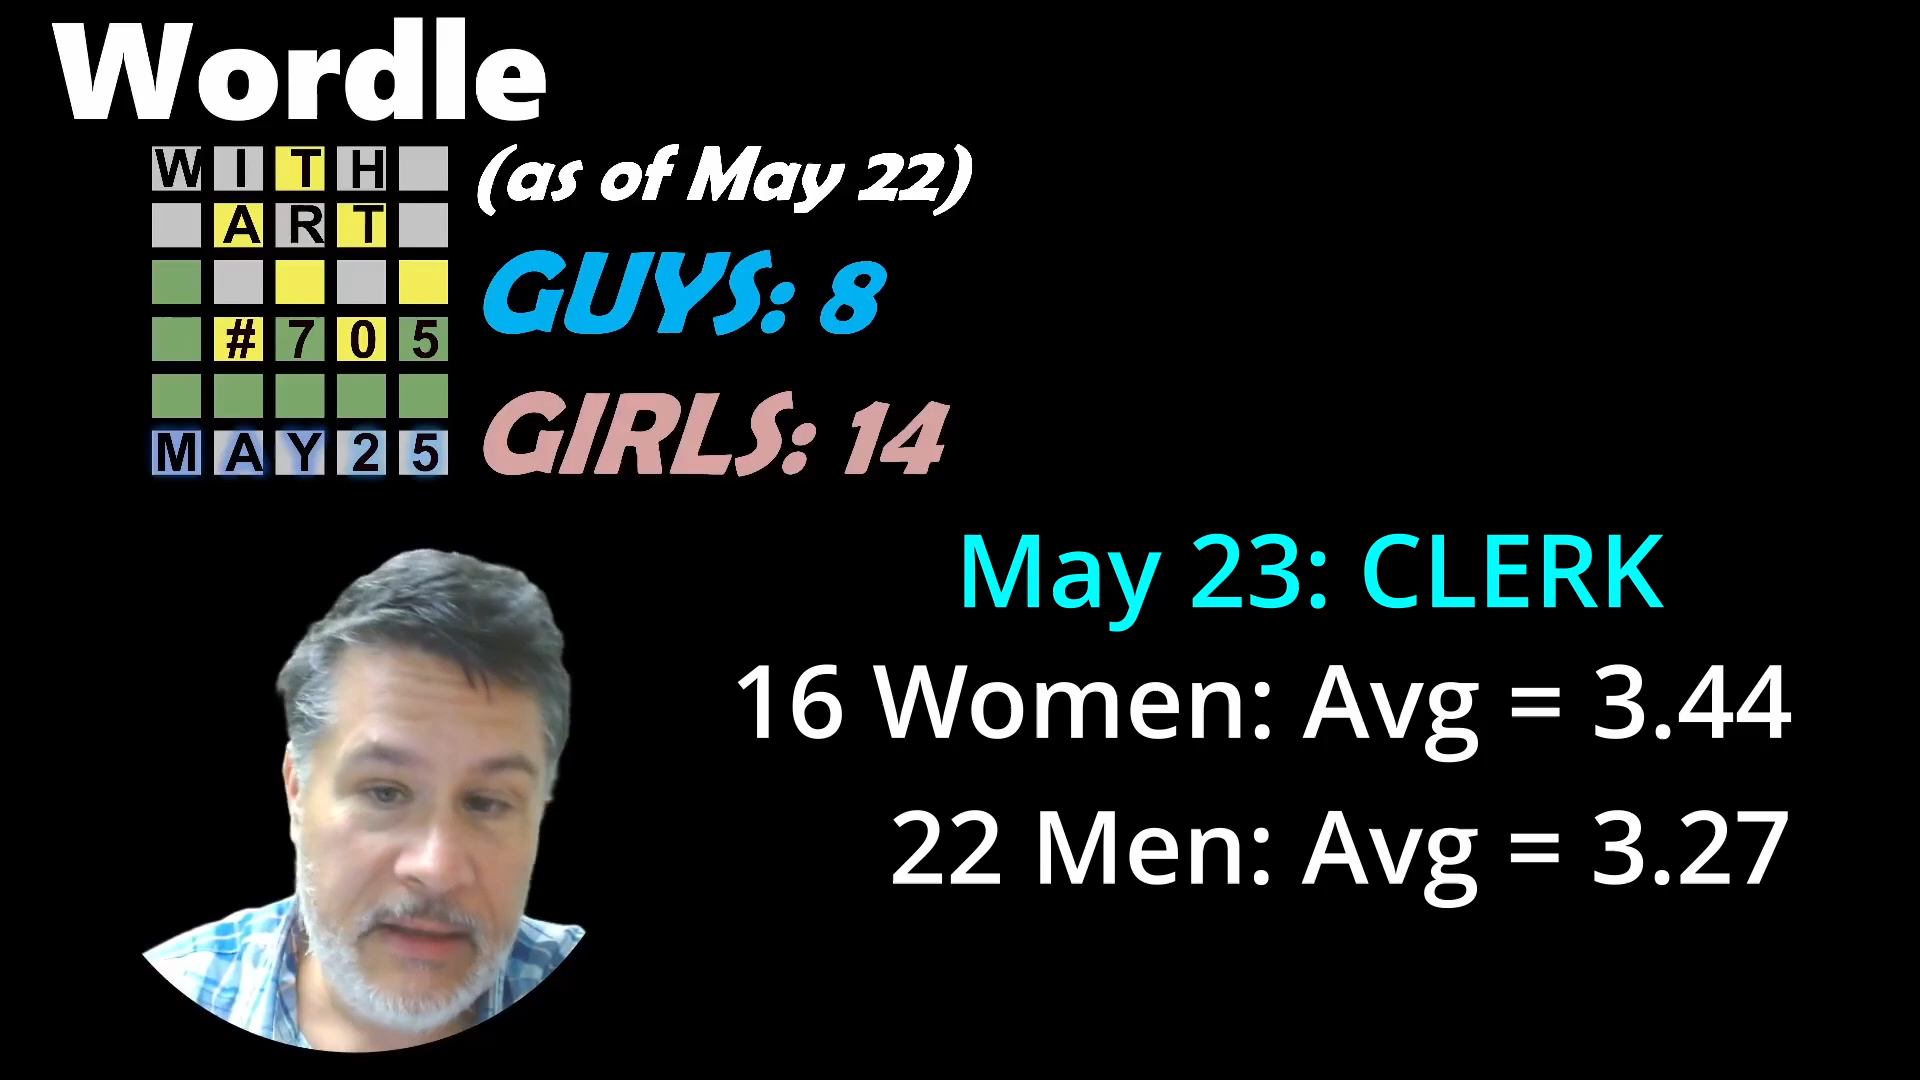 Wordle
WITH
ART
#705
MAY25
(as of May 22)
GUYS: 8
GIRLS: 14
May 23: CLERK
16 Women: Avg = 3.44
22 Men: Avg = 3.27